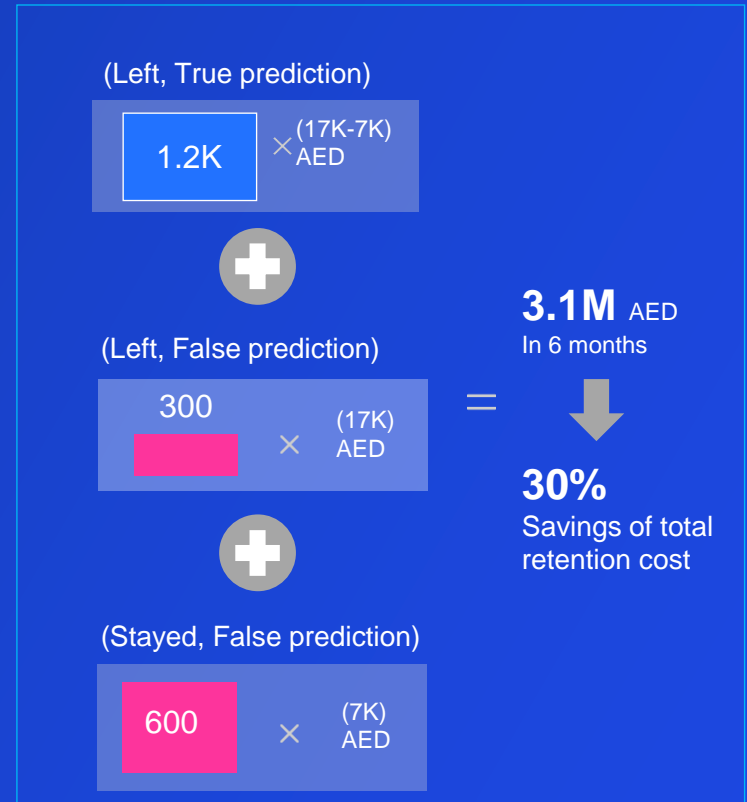 (Left, True prediction)
1.2K × (17K-7K)
AED
(Left, False prediction)
300
× (17K)
AED
(Stayed, False prediction)
600 × (7K)
AED
=
3.1M AED
In 6 months
30%
Savings of total
retention cost